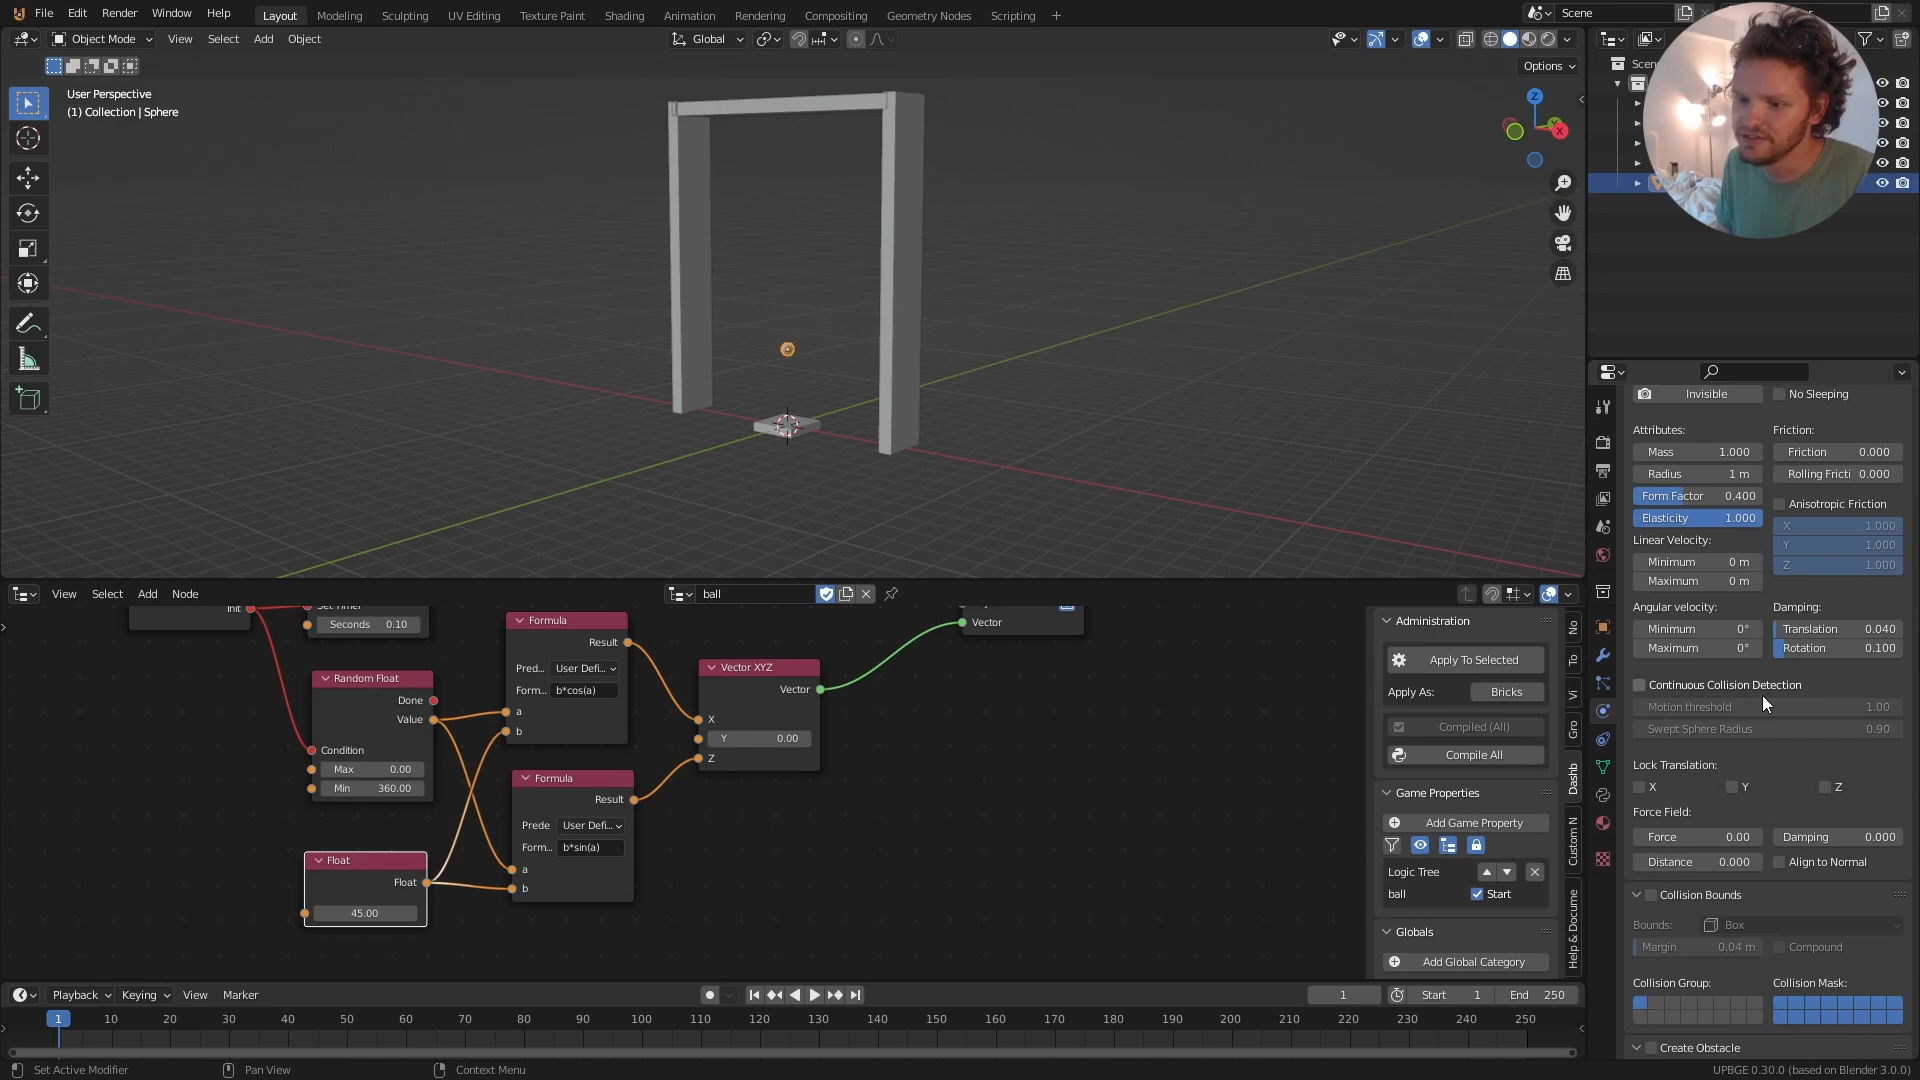 File Edit Render Window Help Layout Modeling Sculpting UV Editing Texture Paint Shading Animation Rendering Compositing Geometry Nodes Scripting + Scene
Object Mode View Select Add Object Global
Options
User Perspective
(1) Collection | Sphere
Z
X
Invisible No Sleeping
Attributes: Friction:
Mass 1.000 Friction 0.000
Radius 1 m Rolling Fricti 0.000
Form Factor 0.400 Anisotropic Friction
Elasticity 1.000 X 1.000
Linear Velocity: Y 1.000
Minimum 0 m Z 1.000
Maximum 0 m
Angular velocity: Damping:
Minimum 0° Translation 0.040
Maximum 0° Rotation 0.100
Continuous Collision Detection
Motion threshold 1.00
Swept Sphere Radius 0.90
Lock Translation:
X Y Z
Force Field:
Force 0.00 Damping 0.000
Distance 0.000 Align to Normal
Collision Bounds
Bounds: Box
Margin 0.04 m Compound
Collision Group: Collision Mask:
Create Obstacle
View Select Add Node ball
Init
Seconds 0.10
Random Float
Done
Value
Condition
Max 0.00
Min 360.00
Float
Float
45.00
Formula
Result
Pred... User Defi...
Form... b*cos(a)
a
b
Formula
Result
Prede User Defi...
Form... b*sin(a)
a
b
Vector XYZ
Vector
X
Y 0.00
Z
Vector
Administration
Apply To Selected
Apply As: Bricks
Compiled (All)
Compile All
Game Properties
Add Game Property
Logic Tree
ball Start
Globals
Add Global Category
No
To
Vi
Gro
Dashb
Custom N
Help & Docume
Playback Keying View Marker 1 Start 1 End 250
1 10 20 30 40 50 60 70 80 90 100 110 120 130 140 150 160 170 180 190 200 210 220 230 240 250
Set Active Modifier Pan View Context Menu UPBGE 0.30.0 (based on Blender 3.0.0)